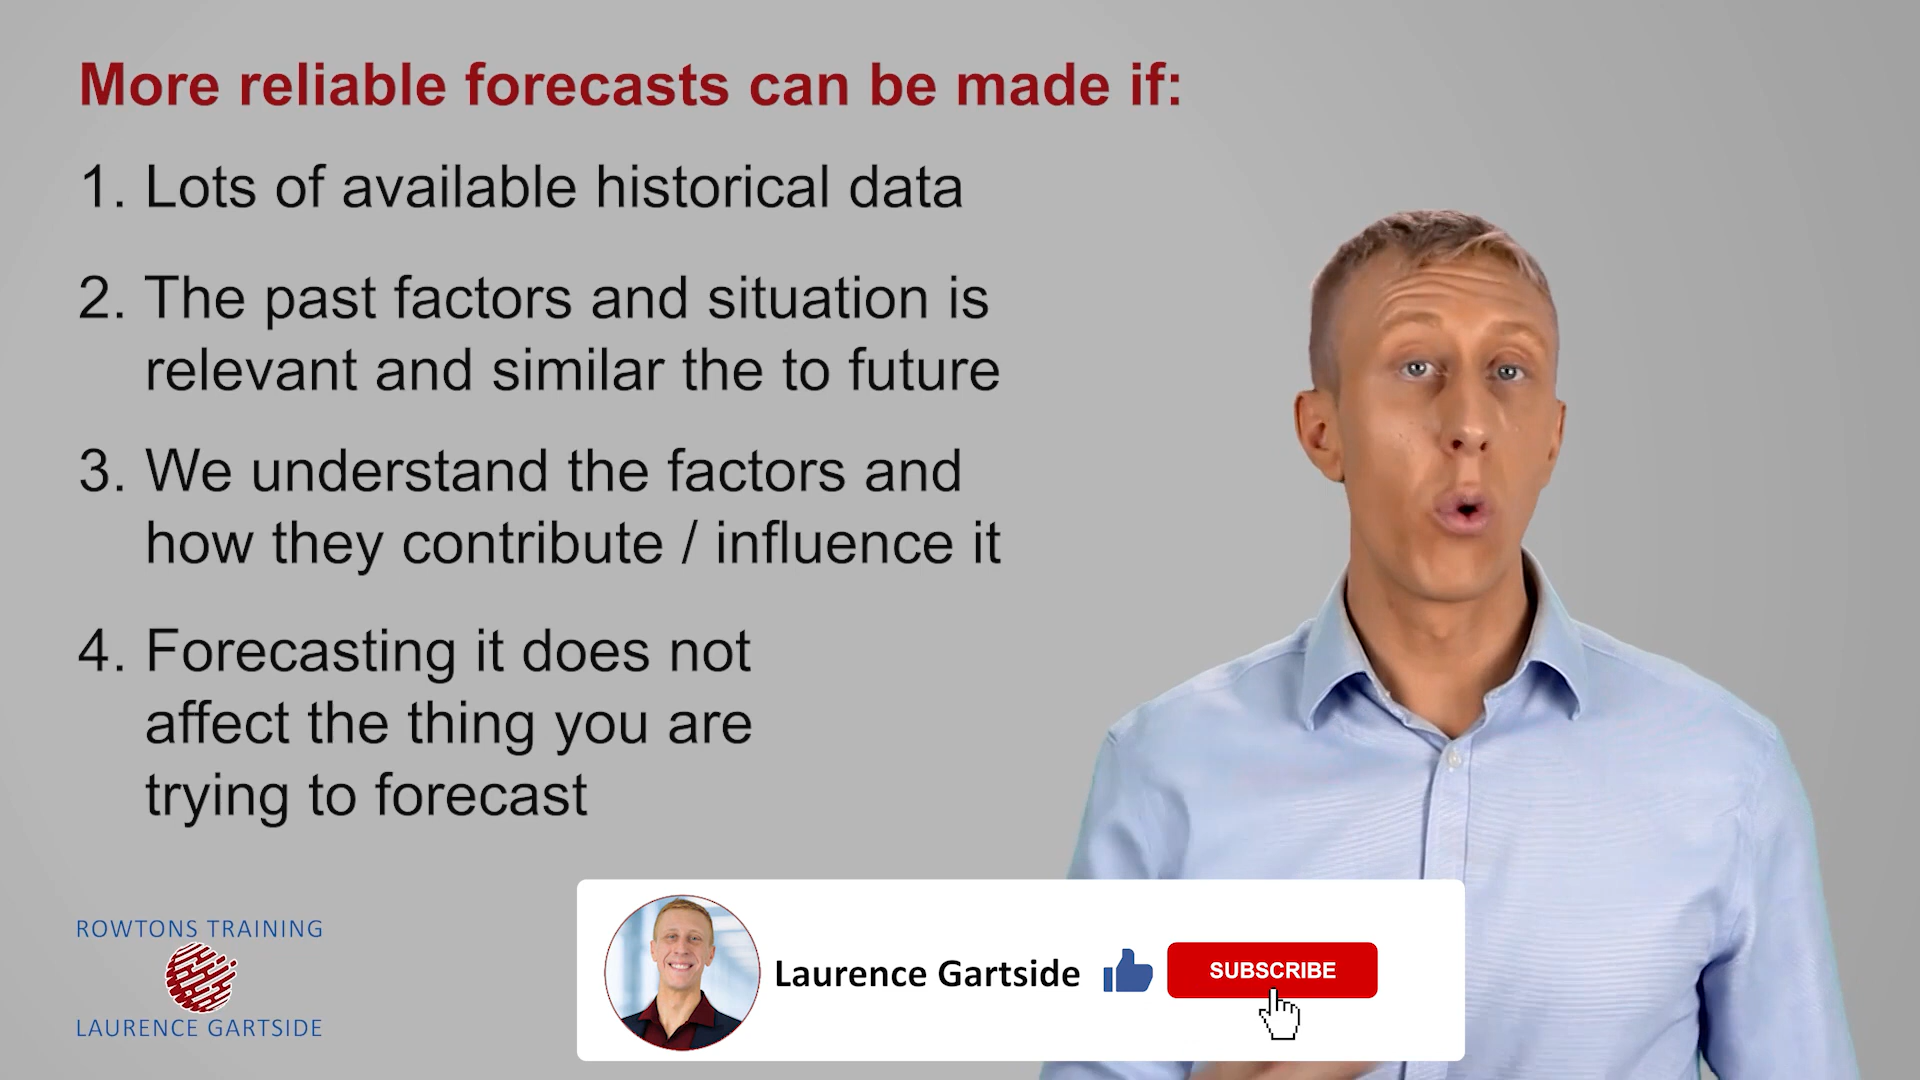 More reliable forecasts can be made if:
1. Lots of available historical data
2. The past factors and situation is
relevant and similar the to future
3. We understand the factors and
how they contribute / influence it
4. Forecasting it does not
affect the thing you are
trying to forecast
ROWTONS TRAINING
LAURENCE GARTSIDE
Laurence Gartside
SUBSCRIBE